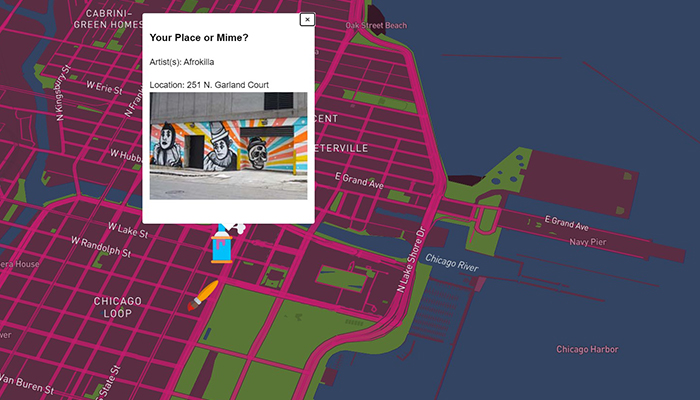 CABRINI-
GREEN HOMES
×
Your Place or Mime?
Artist(s): Afrokilla
Location: 251 N. Garland Court
Oak Street Beach
N Kingsbury St
W Erie St
N Frank
W Hubb
CENT
ETERVILLE
E Grand Ave
E Grand Ave
Navy Pier
W Lake St
W Randolph St
era House
N Lake Shore Dr
Chicago River
CHICAGO
LOOP
ver
Chicago Harbor
Van Buren St
S State St